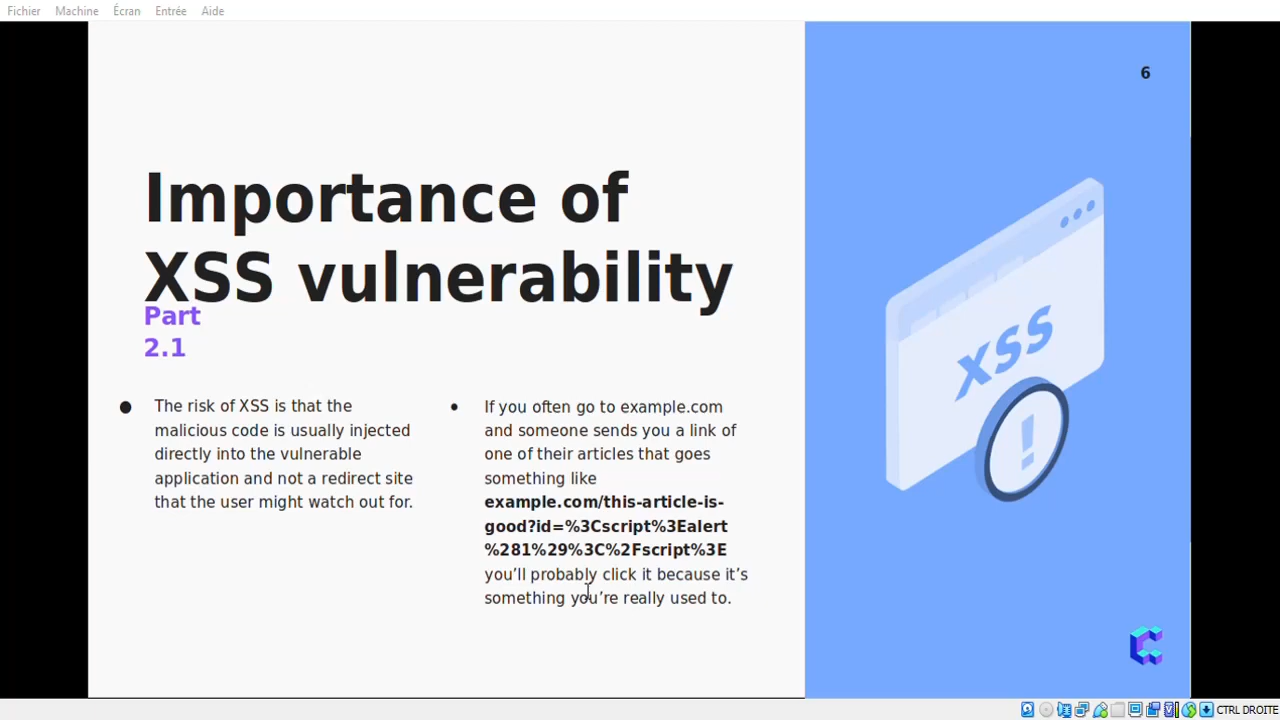 Fichier Machine Écran Entrée Aide
6
Importance of
XSS vulnerability
Part
2.1
● The risk of XSS is that the
malicious code is usually injected
directly into the vulnerable
application and not a redirect site
that the user might watch out for.
• If you often go to example.com
and someone sends you a link of
one of their articles that goes
something like
example.com/this-article-is-
good?id=%3Cscript%3Ealert
%281%29%3C%2Fscript%3E
you’ll probably click it because it’s
something you’re really used to.
XSS
!
CTRL DROITE